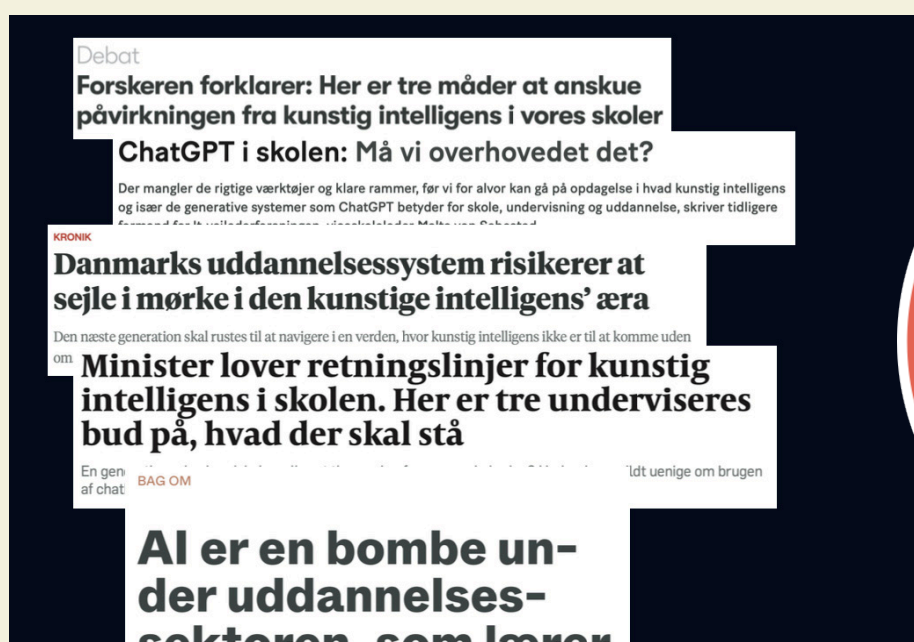 Debat
Forskeren forklarer: Her er tre måder at anskue
påvirkningen fra kunstig intelligens i vores skoler
ChatGPT i skolen: Må vi overhovedet det?
Der mangler de rigtige værktøjer og klare rammer, før vi for alvor kan gå på opdagelse i hvad kunstig intelligens
og især de generative systemer som ChatGPT betyder for skole, undervisning og uddannelse, skriver tidligere
KRONIK
Danmarks uddannelsessystem risikerer at
sejle i mørke i den kunstige intelligens' æra
Den næste generation skal rustes til at navigere i en verden, hvor kunstig intelligens ikke er til at komme uden
om
Minister lover retningslinjer for kunstig
intelligens i skolen. Her er tre underviseres
bud på, hvad der skal stå
En uenige om brugen
af
BAG OM
AI er en bombe un-
der uddannelses-
sektoren, som lærer